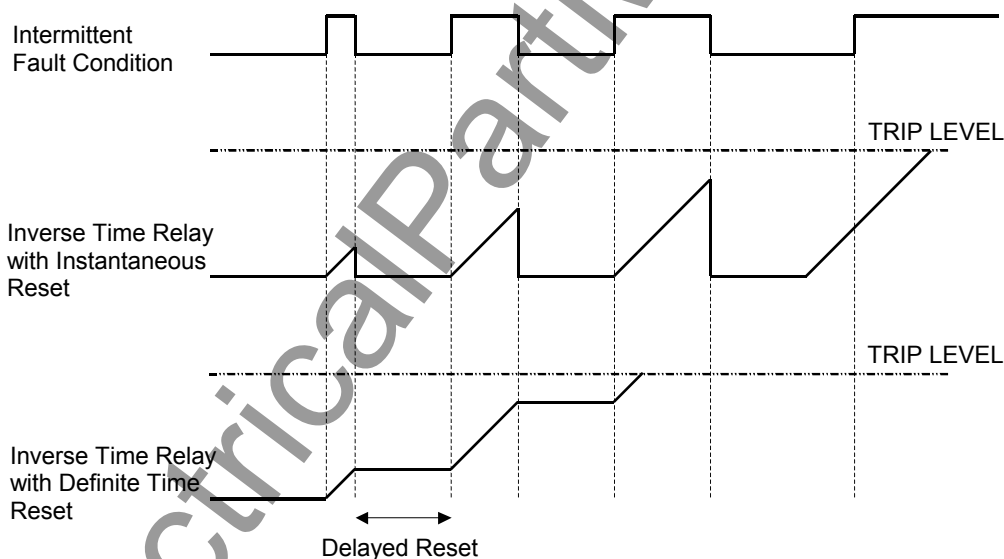 Intermittent
Fault Condition
TRIP LEVEL
Inverse Time Relay
with Instantaneous
Reset
TRIP LEVEL
Inverse Time Relay
with Definite Time
Reset
Delayed Reset